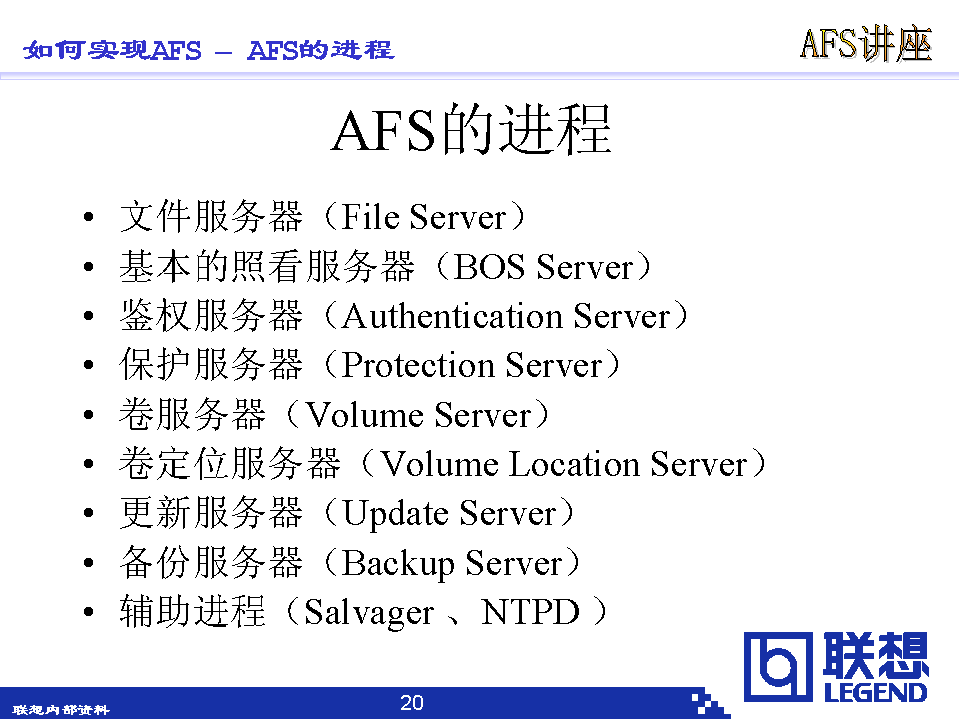 如何实现AFS – AFS的进程
AFS讲座
AFS的进程
• 文件服务器（File Server）
• 基本的照看服务器（BOS Server）
• 鉴权服务器（Authentication Server）
• 保护服务器（Protection Server）
• 卷服务器（Volume Server）
• 卷定位服务器（Volume Location Server）
• 更新服务器（Update Server）
• 备份服务器（Backup Server）
• 辅助进程（Salvager 、NTPD ）
联想
LEGEND
联想内部资料
20